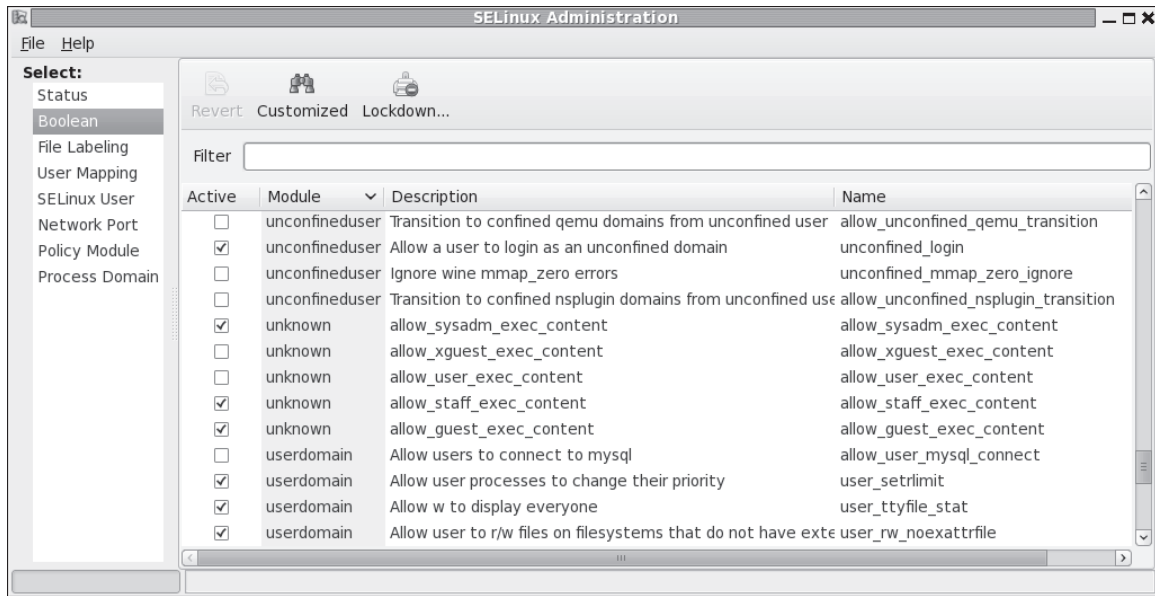 SELinux Administration
File Help
Select:
Status
Boolean
File Labeling
User Mapping
SELinux User
Network Port
Policy Module
Process Domain
Revert Customized Lockdown...
Filter
Active Module Description Name
unconfineduser Transition to confined qemu domains from unconfined user allow_unconfined_qemu_transition
unconfineduser Allow a user to login as an unconfined domain unconfined_login
unconfineduser Ignore wine mmap_zero errors unconfined_mmap_zero_ignore
unconfineduser Transition to confined nsplugin domains from unconfined use allow_unconfined_nsplugin_transition
unknown allow_sysadm_exec_content allow_sysadm_exec_content
unknown allow_xguest_exec_content allow_xguest_exec_content
unknown allow_user_exec_content allow_user_exec_content
unknown allow_staff_exec_content allow_staff_exec_content
unknown allow_guest_exec_content allow_guest_exec_content
userdomain Allow users to connect to mysql allow_user_mysql_connect
userdomain Allow user processes to change their priority user_setrlimit
userdomain Allow w to display everyone user_ttyfile_stat
userdomain Allow user to r/w files on filesystems that do not have exte user_rw_noexattrfile